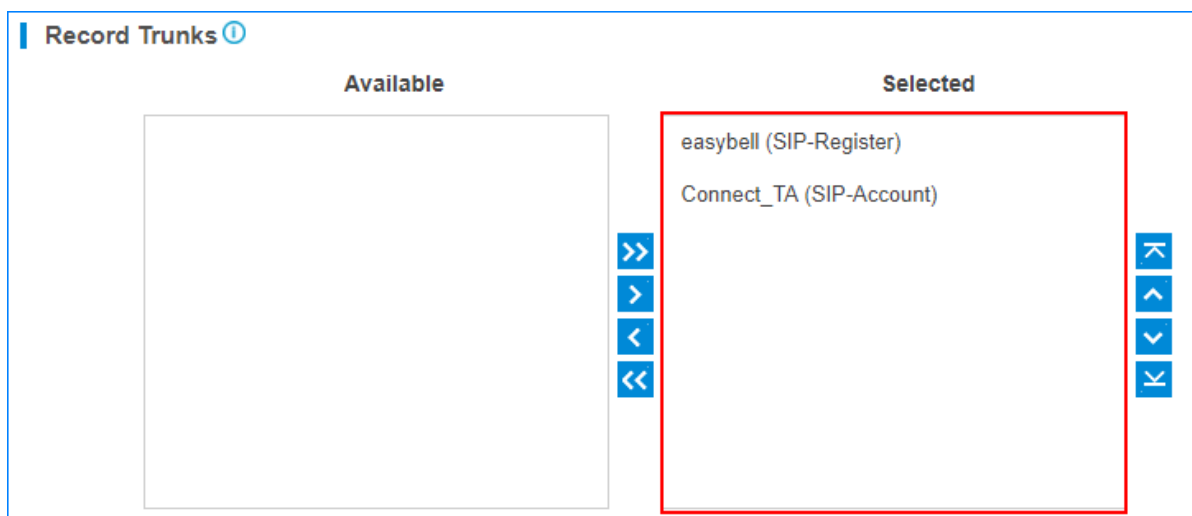 Record Trunks
Available
Selected
easybell (SIP-Register)
Connect_TA (SIP-Account)